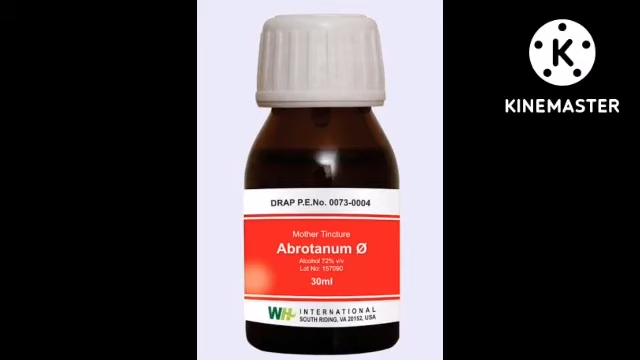 DRAP P.E.No. 0073-0004
Mother Tincture
Abrotanum Ø
Alcohol 72% v/v
Lot No: 157090
30ml
WH INTERNATIONAL
SOUTH RIDING, VA 20152, USA
K
KINEMASTER